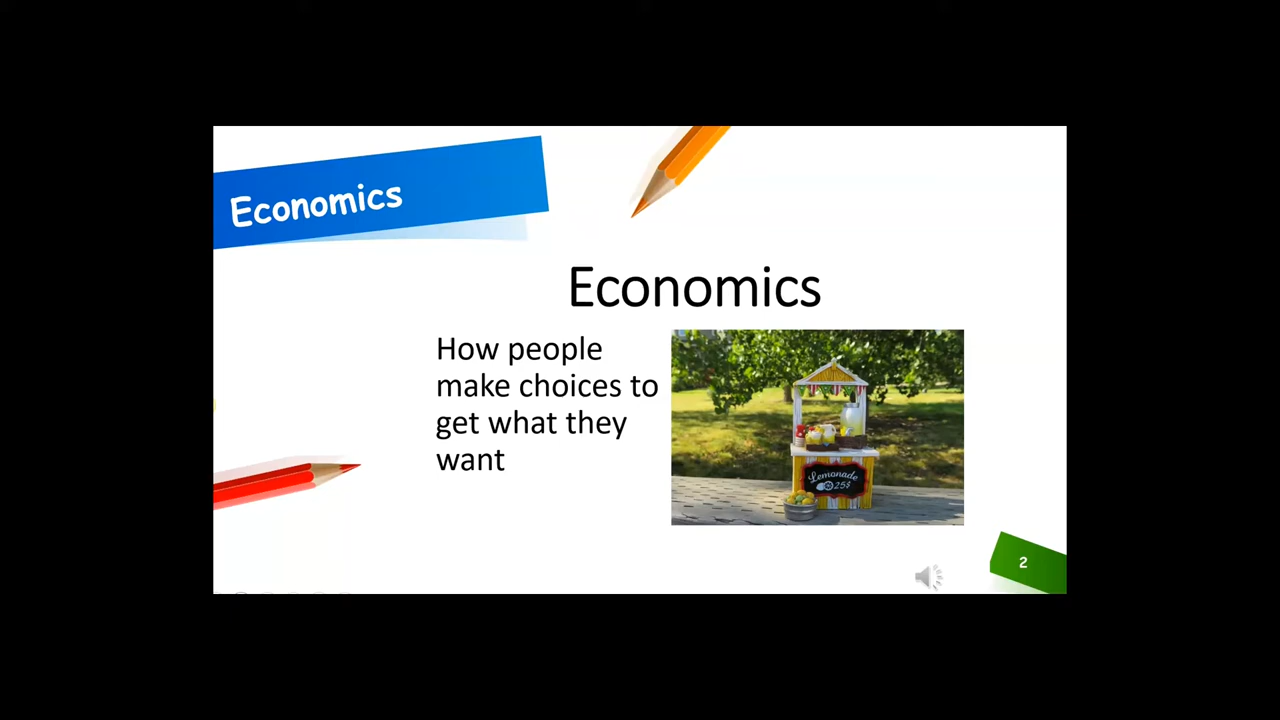 Economics
Economics
How people
make choices to
get what they
want
Lemonade
25¢
2